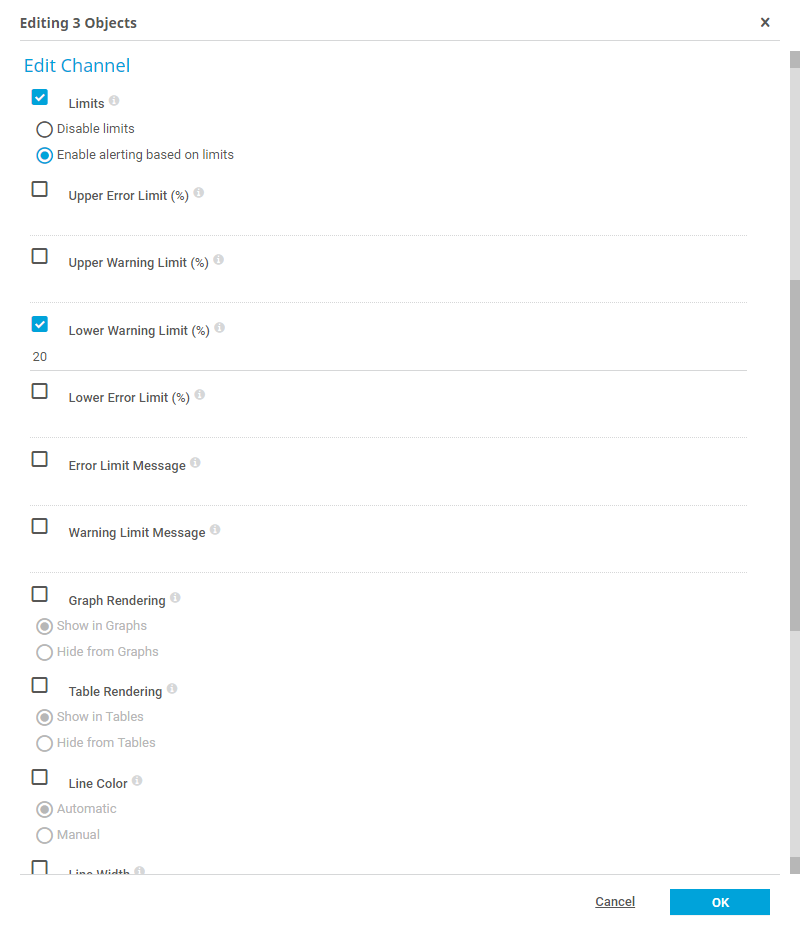 Editing 3 Objects
Edit Channel
Limits
Disable limits
Enable alerting based on limits
Upper Error Limit (%)
Upper Warning Limit (%)
Lower Warning Limit (%)
20
Lower Error Limit (%)
Error Limit Message
Warning Limit Message
Graph Rendering
Show in Graphs
Hide from Graphs
Table Rendering
Show in Tables
Hide from Tables
Line Color
Automatic
Manual
Line Width
Cancel
OK